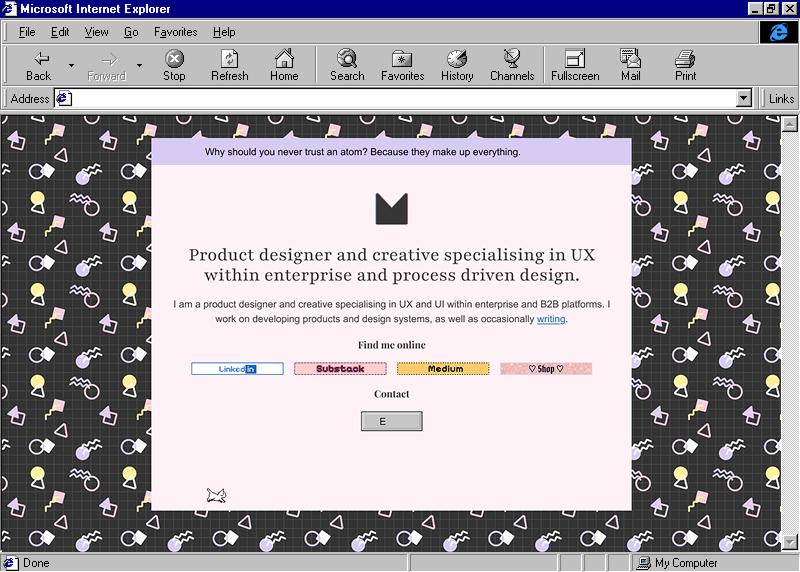 Microsoft Internet Explorer
File Edit View Go Favorites Help
Back Forward Stop Refresh Home Search Favorites History Channels Fullscreen Mail Print
Address Links
Why should you never trust an atom? Because they make up everything.
Product designer and creative specialising in UX
within enterprise and process driven design.
I am a product designer and creative specialising in UX and UI within enterprise and B2B platforms. I
work on developing products and design systems, as well as occasionally writing.
Find me online
Linked in Substack Medium ♡ Shop ♡
Contact
E
Done My Computer